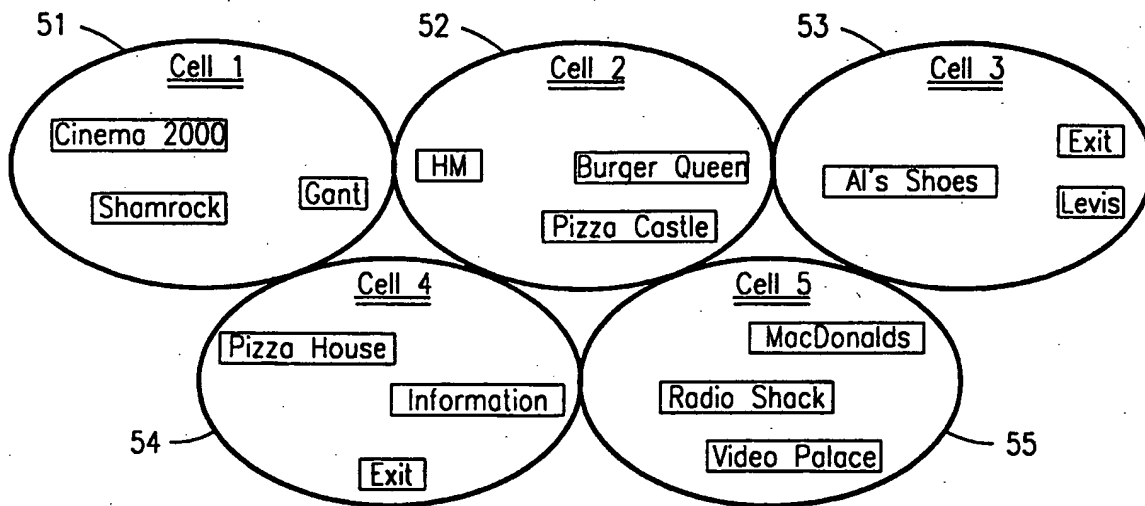 51
52
53
Cell 1
Cell 2
Cell 3
Cinema 2000
HM
Burger Queen
Exit
Al's Shoes
Shamrock
Gant
Pizza Castle
Levis
Cell 4
Cell 5
Pizza House
MacDonalds
Information
Radio Shack
54
Exit
Video Palace
55